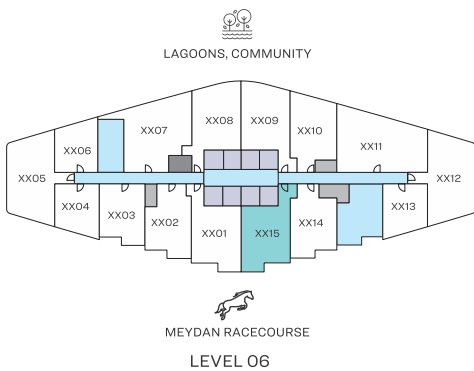 LAGOONS, COMMUNITY
XX08 XX09
XX07 XX10
XX06 XX11
XX05 XX12
XX04 XX13
XX03 XX02 XX01 XX15 XX14
MEYDAN RACECOURSE
LEVEL 06